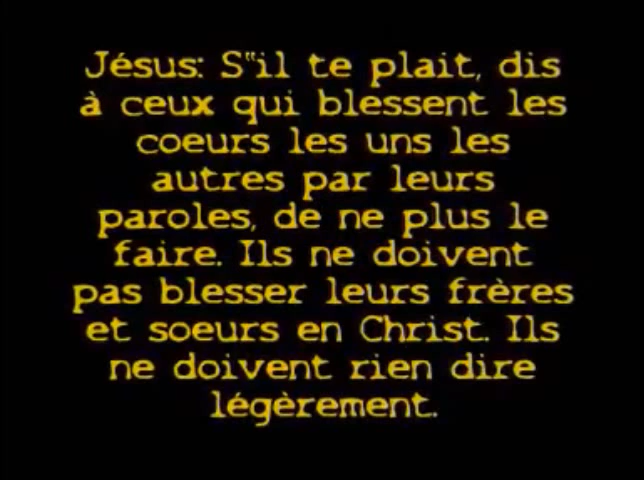 Jésus: S"il te plait, dis
à ceux qui blessent les
coeurs les uns les
autres par leurs
paroles, de ne plus le
faire. Ils ne doivent
pas blesser leurs frères
et soeurs en Christ. Ils
ne doivent rien dire
légèrement.